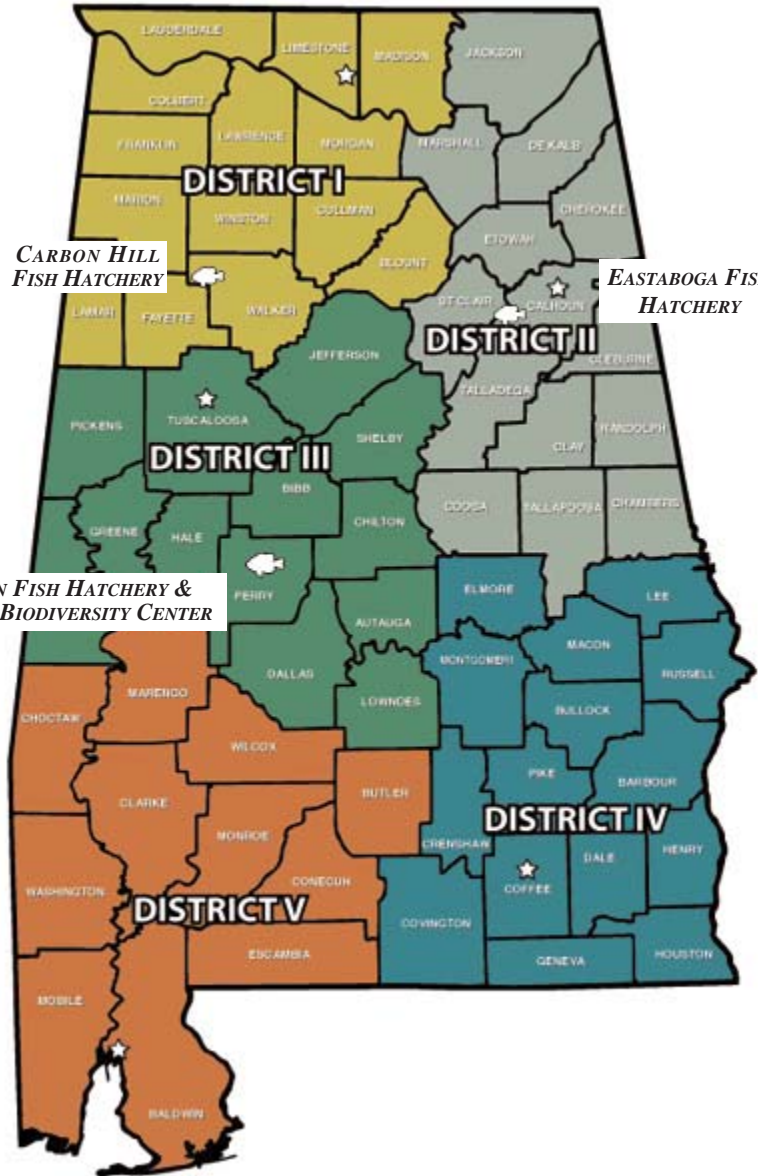 LAUDERDALE
LIMESTONE
MADISON
JACKSON
COLBERT
FRANKLIN
LAWRENCE
MORGAN
MARSHALL
DE KALB
DISTRICT I
MARION
WINSTON
CULLMAN
CHEROKEE
ETOWAH
BLOUNT
CARBON HILL
FISH HATCHERY
EASTABOGA FIS
HATCHERY
ST CLAIR
CALHOUN
LAMAR
FAYETTE
WALKER
DISTRICT II
JEFFERSON
CLEBURNE
TALLADEGA
PICKENS
TUSCALOOSA
RANDOLPH
SHELBY
CLAY
DISTRICT III
BIBB
COOSA
TALLAPOOSA
CHAMBERS
GREENE
HALE
CHILTON
N FISH HATCHERY &
BIODIVERSITY CENTER
PERRY
ELMORE
LEE
AUTAUGA
MACON
MONTGOMERI
RUSSELL
DALLAS
MARENGO
LOWNDES
BULLOCK
CHOCTAW
WILCOX
PIKE
BARBOUR
CLARKE
BUTLER
DISTRICT IV
MONROE
CRENSHAW
HENRY
DALE
CONECUH
COFFEE
WASHINGTON
DISTRICT V
COVINGTON
ESCAMBIA
GENEVA
HOUSTON
MOBILE
BALDWIN